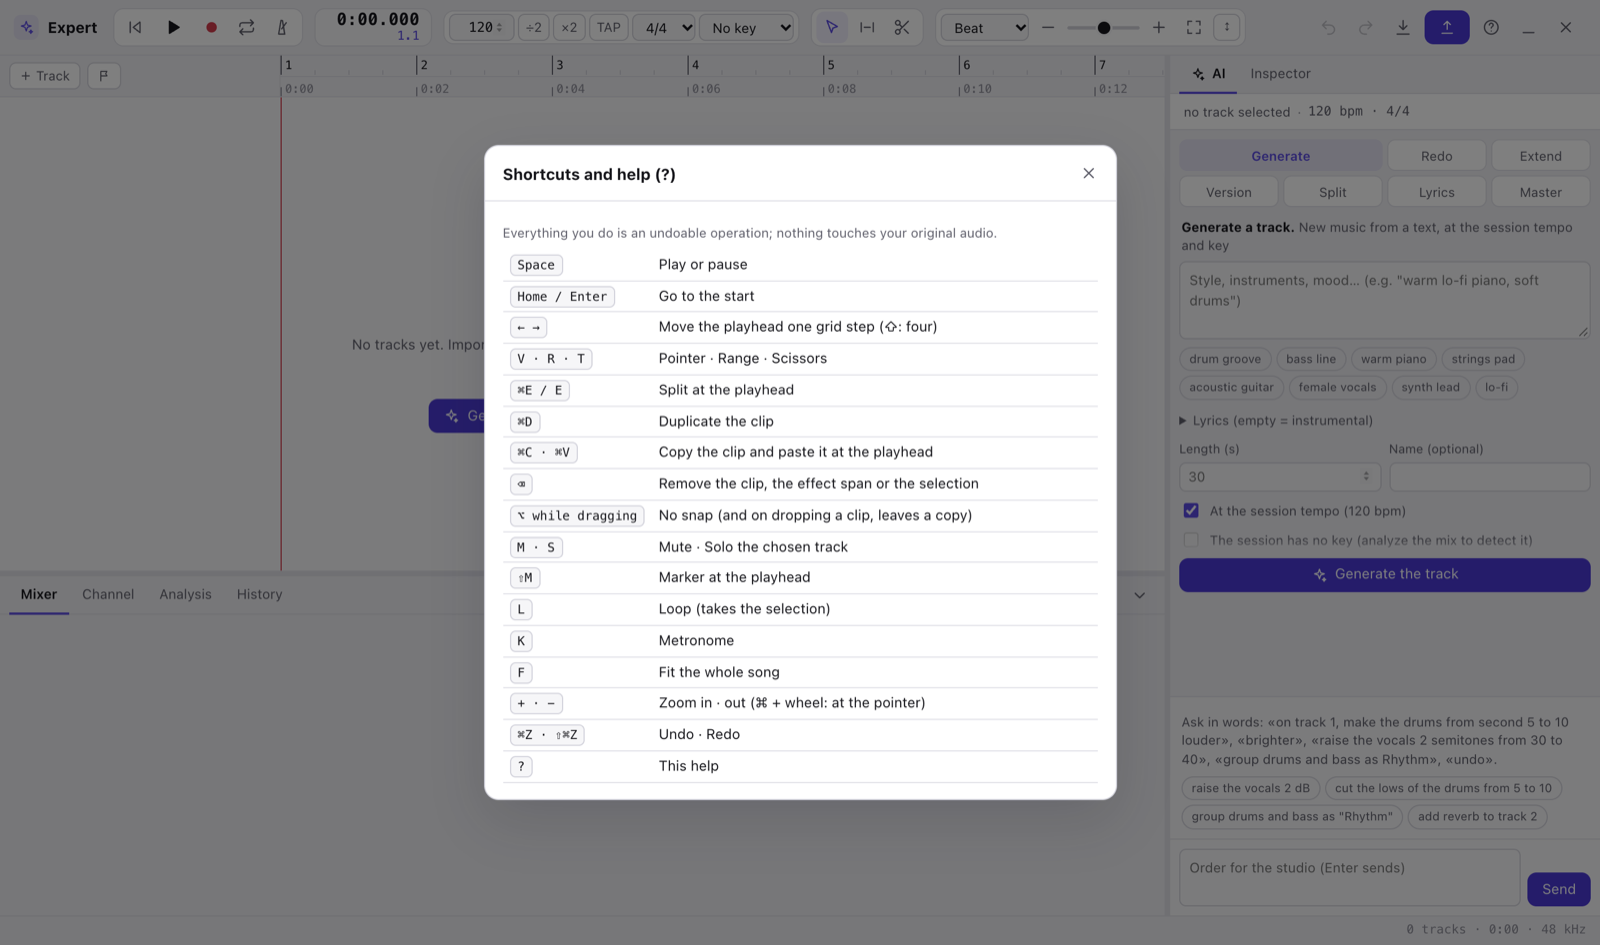 Expert
0:00.000
1.1
120
÷2
×2
TAP
4/4
No key
Beat
+ Track
1
2
3
4
5
6
7
0:00
0:02
0:04
0:06
0:08
0:10
0:12
AI
Inspector
no track selected · 120 bpm · 4/4
Generate
Redo
Extend
Version
Split
Lyrics
Master
Generate a track. New music from a text, at the session tempo
and key
Style, instruments, mood... (e.g. "warm lo-fi piano, soft
drums")
drum groove
bass line
warm piano
strings pad
acoustic guitar
female vocals
synth lead
lo-fi
Lyrics (empty = instrumental)
Length (s)
Name (optional)
30
At the session tempo (120 bpm)
The session has no key (analyze the mix to detect it)
Generate the track
Ask in words: «on track 1, make the drums from second 5 to 10
louder», «brighter», «raise the vocals 2 semitones from 30 to
40», «group drums and bass as Rhythm», «undo».
raise the vocals 2 dB
cut the lows of the drums from 5 to 10
group drums and bass as "Rhythm"
add reverb to track 2
Order for the studio (Enter sends)
Send
0 tracks · 0:00 · 48 kHz
No tracks yet. Impor
Ge
Mixer
Channel
Analysis
History
Shortcuts and help (?)
Everything you do is an undoable operation; nothing touches your original audio.
Space Play or pause
Home / Enter Go to the start
← → Move the playhead one grid step (⇧: four)
V · R · T Pointer · Range · Scissors
⌘E / E Split at the playhead
⌘D Duplicate the clip
⌘C · ⌘V Copy the clip and paste it at the playhead
⌫ Remove the clip, the effect span or the selection
⌥ while dragging No snap (and on dropping a clip, leaves a copy)
M · S Mute · Solo the chosen track
⇧M Marker at the playhead
L Loop (takes the selection)
K Metronome
F Fit the whole song
+ · − Zoom in · out (⌘ + wheel: at the pointer)
⌘Z · ⇧⌘Z Undo · Redo
? This help